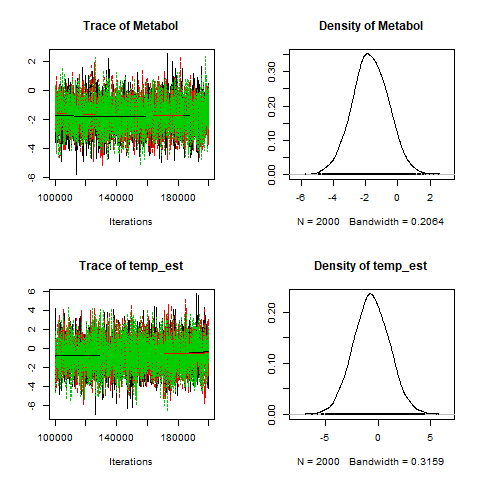 Trace of Metabol
2
0
-2
-4
-6
100000 140000 180000
Iterations
Density of Metabol
0.30
0.20
0.10
0.00
-6 -4 -2 0 2
N = 2000 Bandwidth = 0.2064
Trace of temp_est
6
4
2
0
-2
-4
-6
100000 140000 180000
Iterations
Density of temp_est
0.20
0.10
0.00
-5 0 5
N = 2000 Bandwidth = 0.3159